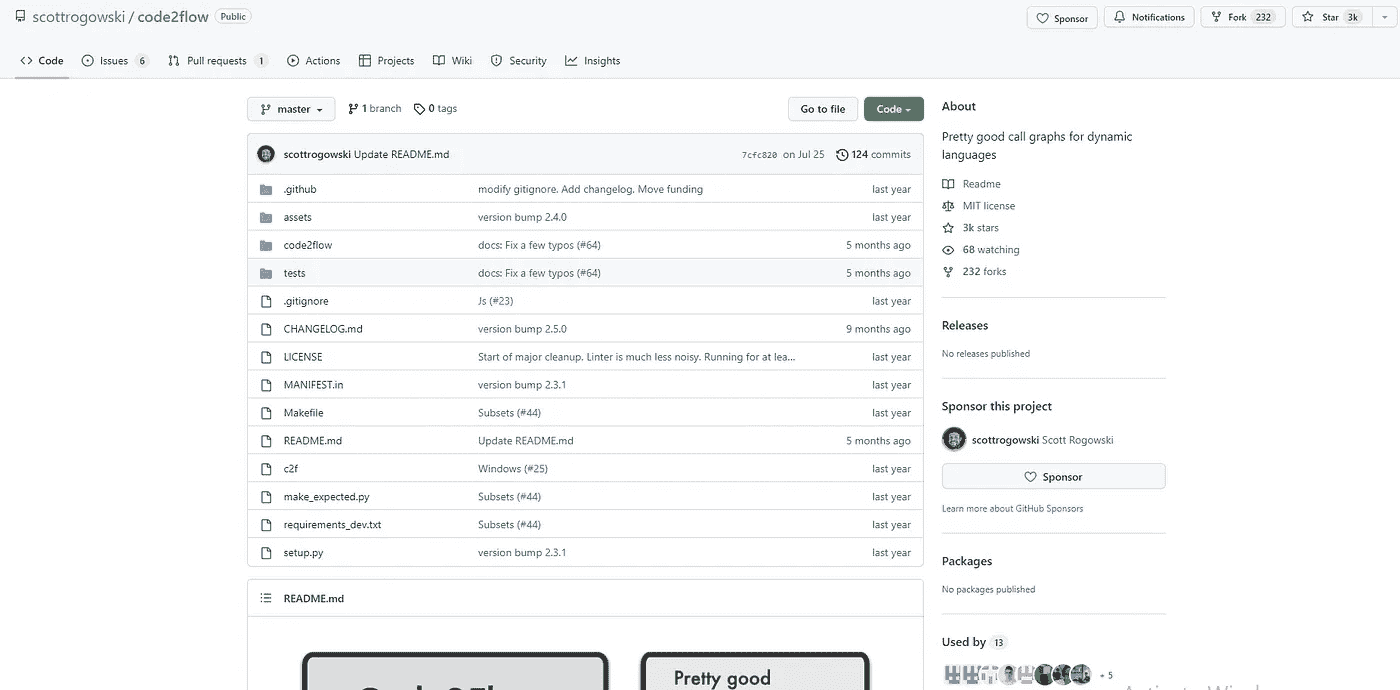 scottrogowski / code2flow Public
Sponsor Notifications Fork 232 Star 3k
Code Issues 6 Pull requests 1 Actions Projects Wiki Security Insights
master 1 branch 0 tags Go to file Code
scottrogowski Update README.md 7cfc820 on Jul 25 124 commits
.github modify gitignore. Add changelog. Move funding last year
assets version bump 2.4.0 last year
code2flow docs: Fix a few typos (#64) 5 months ago
tests docs: Fix a few typos (#64) 5 months ago
.gitignore Js (#23) last year
CHANGELOG.md version bump 2.5.0 9 months ago
LICENSE Start of major cleanup. Linter is much less noisy. Running for at lea... last year
MANIFEST.in version bump 2.3.1 last year
Makefile Subsets (#44) last year
README.md Update README.md 5 months ago
c2f Windows (#25) last year
make_expected.py Subsets (#44) last year
requirements_dev.txt Subsets (#44) last year
setup.py version bump 2.3.1 last year
README.md
Pretty good
About
Pretty good call graphs for dynamic
languages
Readme
MIT license
3k stars
68 watching
232 forks
Releases
No releases published
Sponsor this project
scottrogowski Scott Rogowski
Sponsor
Learn more about GitHub Sponsors
Packages
No packages published
Used by 13
+ 5